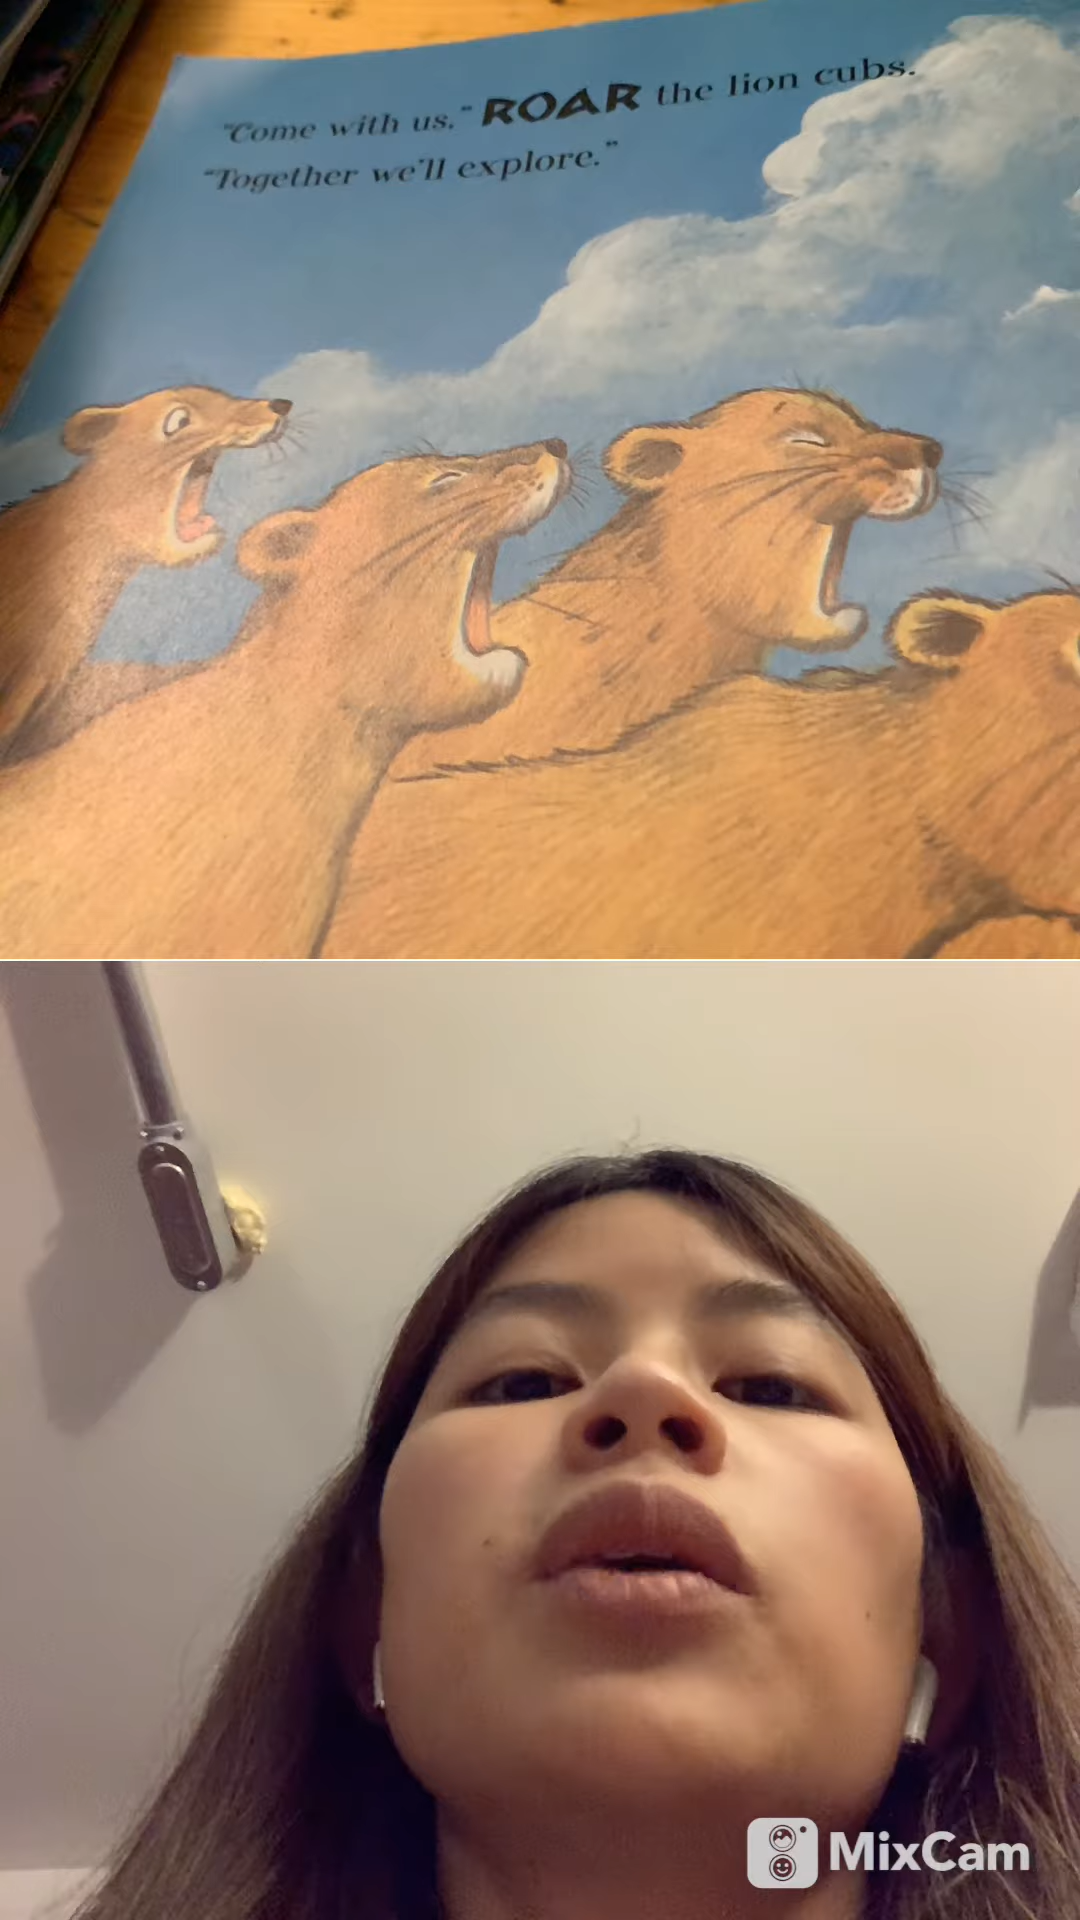 "Come with us," ROAR the lion cubs.
"Together we'll explore."
MixCam